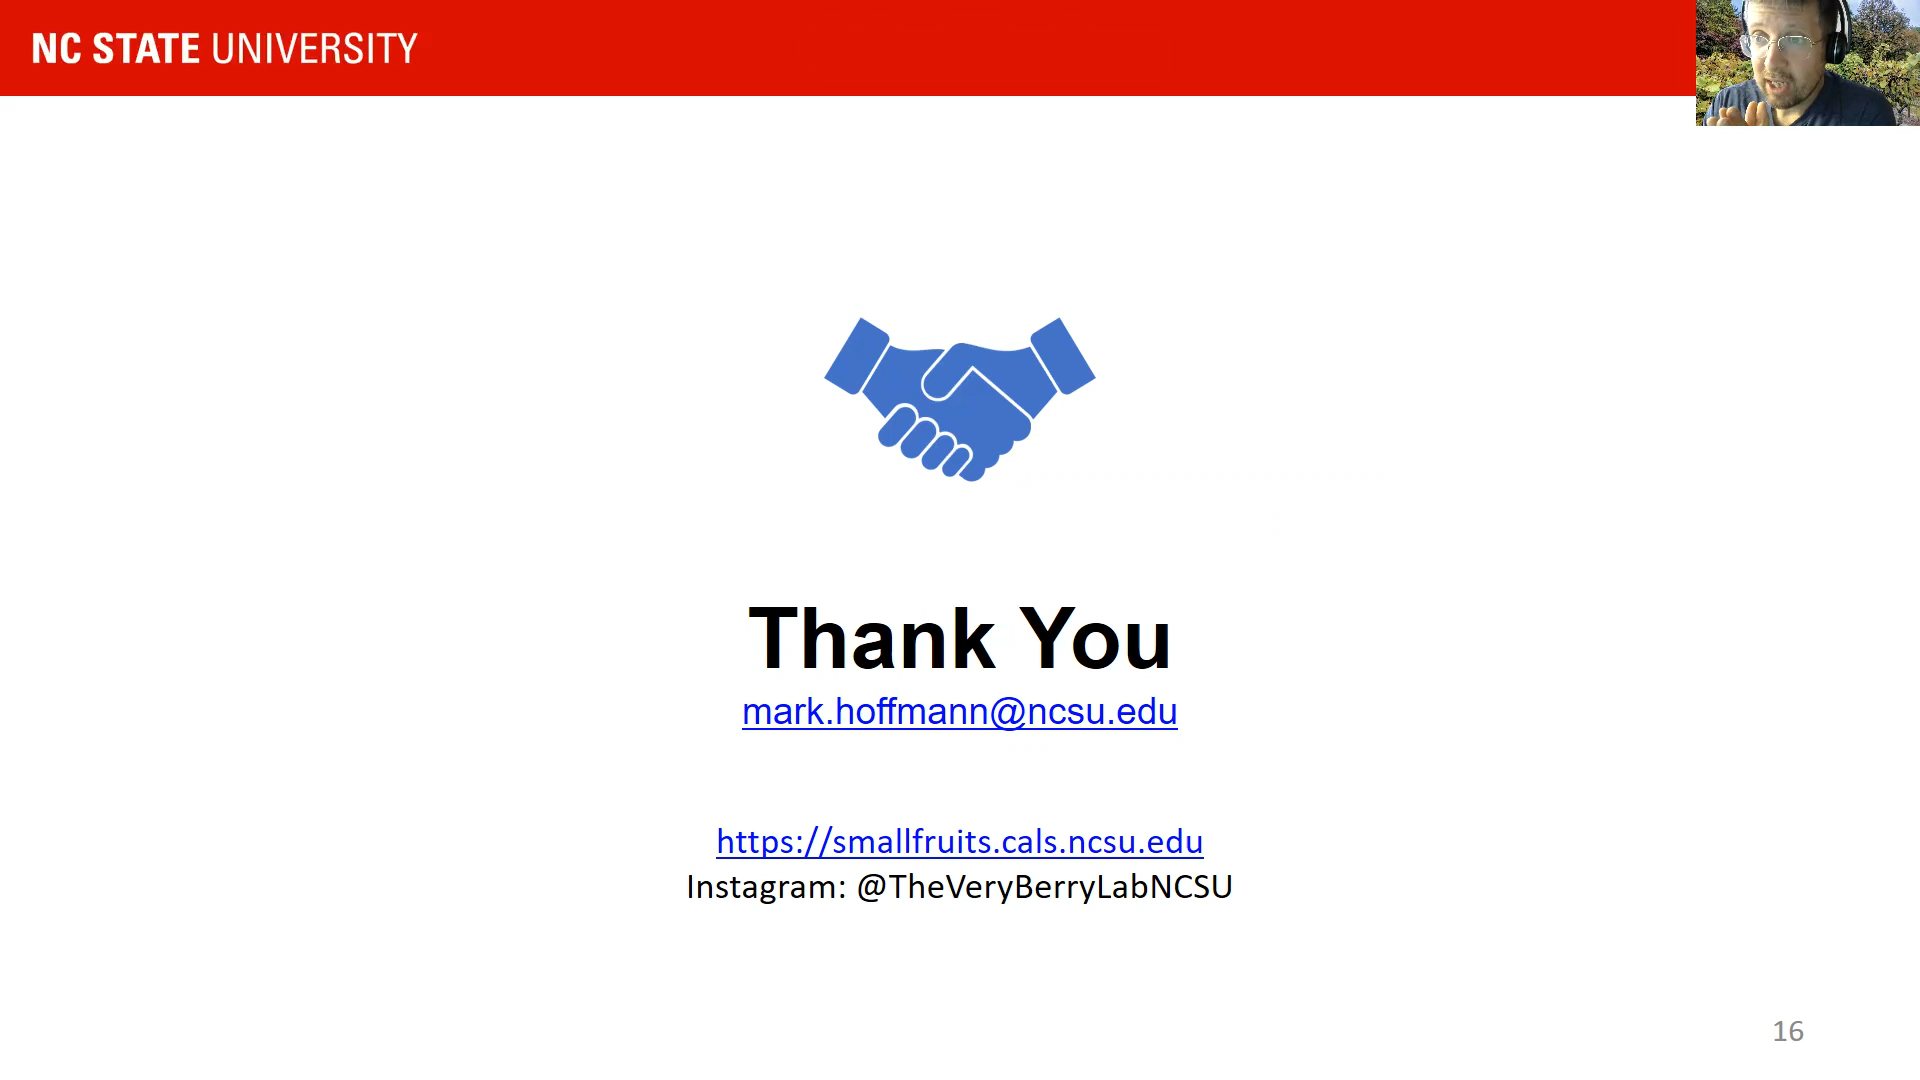 NC STATE UNIVERSITY
Thank You
mark.hoffmann@ncsu.edu
https://smallfruits.cals.ncsu.edu
Instagram: @TheVeryBerryLabNCSU
16